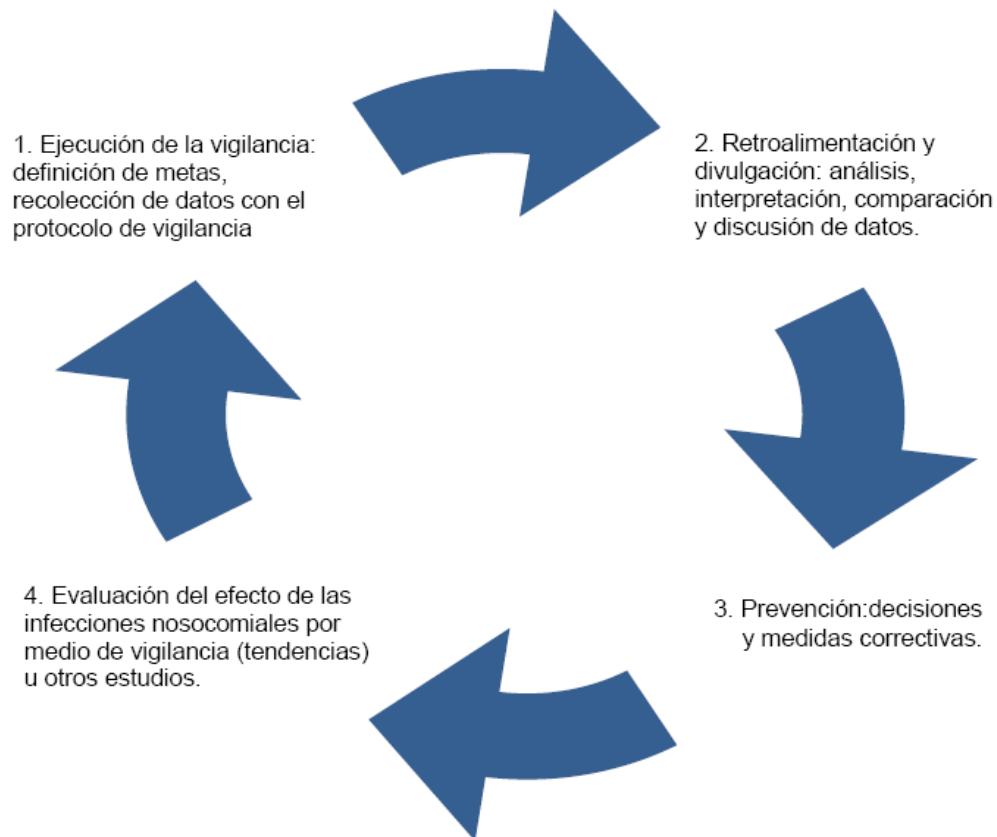 1. Ejecución de la vigilancia:
definición de metas,
recolección de datos con el
protocolo de vigilancia
2. Retroalimentación y
divulgación: análisis,
interpretación, comparación
y discusión de datos.
3. Prevención:decisiones
y medidas correctivas.
4. Evaluación del efecto de las
infecciones nosocomiales por
medio de vigilancia (tendencias)
u otros estudios.